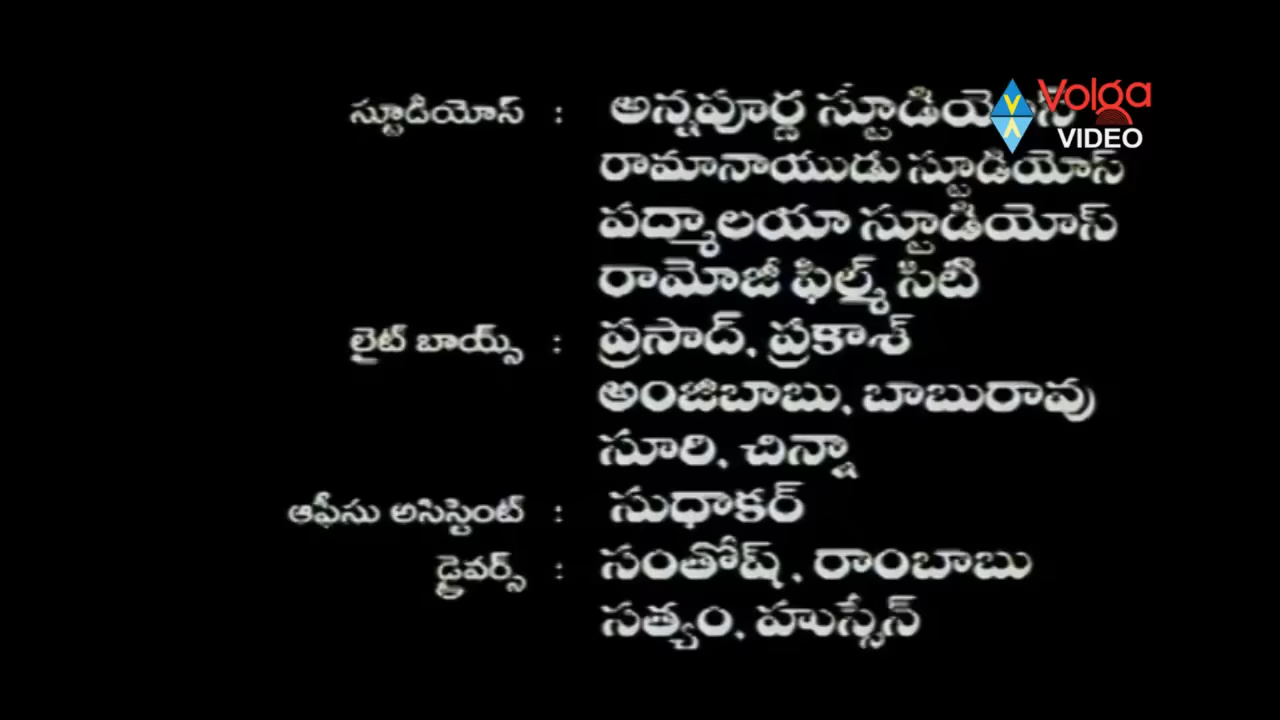 స్టూడీయోస్ : అన్నపూర్ణ స్టూడియోస్
Volga
VIDEO
రామానాయుడు స్టూడియోస్
పద్మాలయా స్టూడియోస్
రామోజీ ఫిల్మ్ సిటి
లైట్ బాయ్స్ : ప్రసాద్, ప్రకాశ్
అంజిబాబు, బాబురావు
సూరి, చిన్నా
ఆఫీసు అసిస్టెంట్ : సుధాకర్
డ్రైవర్స్ : సంతోష్, రాంబాబు
సత్యం, హుస్సేన్